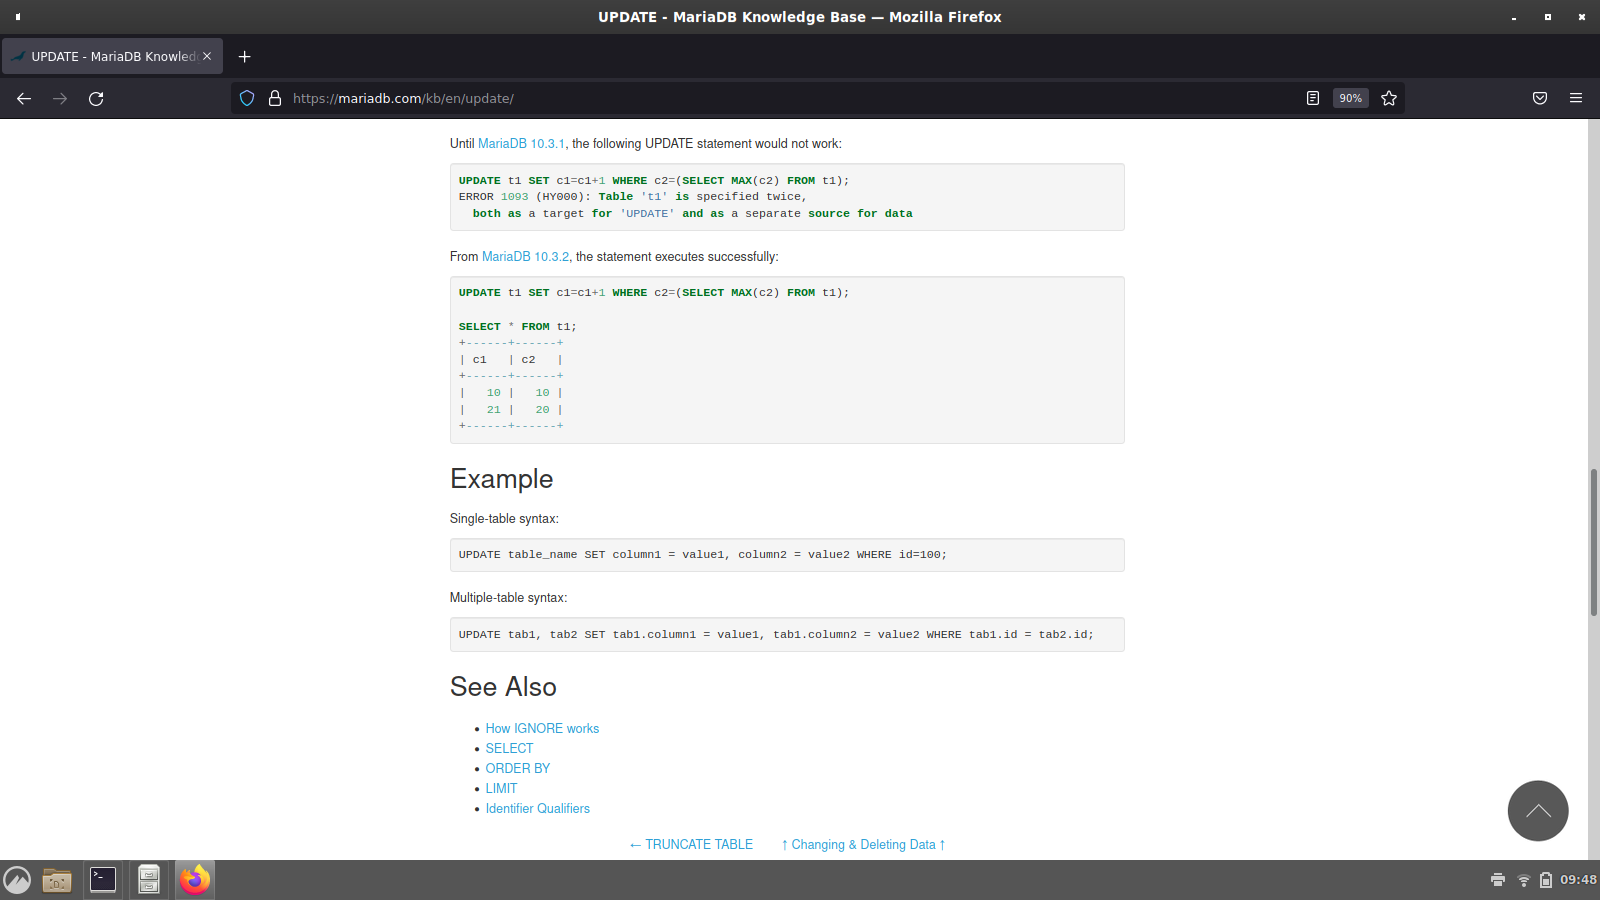 UPDATE - MariaDB Knowledge Base — Mozilla Firefox
UPDATE - MariaDB Knowled
https://mariadb.com/kb/en/update/
90%
Until MariaDB 10.3.1, the following UPDATE statement would not work:
UPDATE t1 SET c1=c1+1 WHERE c2=(SELECT MAX(c2) FROM t1);
ERROR 1093 (HY000): Table 't1' is specified twice,
  both as a target for 'UPDATE' and as a separate source for data
From MariaDB 10.3.2, the statement executes successfully:
UPDATE t1 SET c1=c1+1 WHERE c2=(SELECT MAX(c2) FROM t1);
SELECT * FROM t1;
+------+------+
| c1   | c2   |
+------+------+
|   10 |   10 |
|   21 |   20 |
+------+------+
Example
Single-table syntax:
UPDATE table_name SET column1 = value1, column2 = value2 WHERE id=100;
Multiple-table syntax:
UPDATE tab1, tab2 SET tab1.column1 = value1, tab1.column2 = value2 WHERE tab1.id = tab2.id;
See Also
• How IGNORE works
• SELECT
• ORDER BY
• LIMIT
• Identifier Qualifiers
← TRUNCATE TABLE ↑ Changing & Deleting Data ↑
09:48